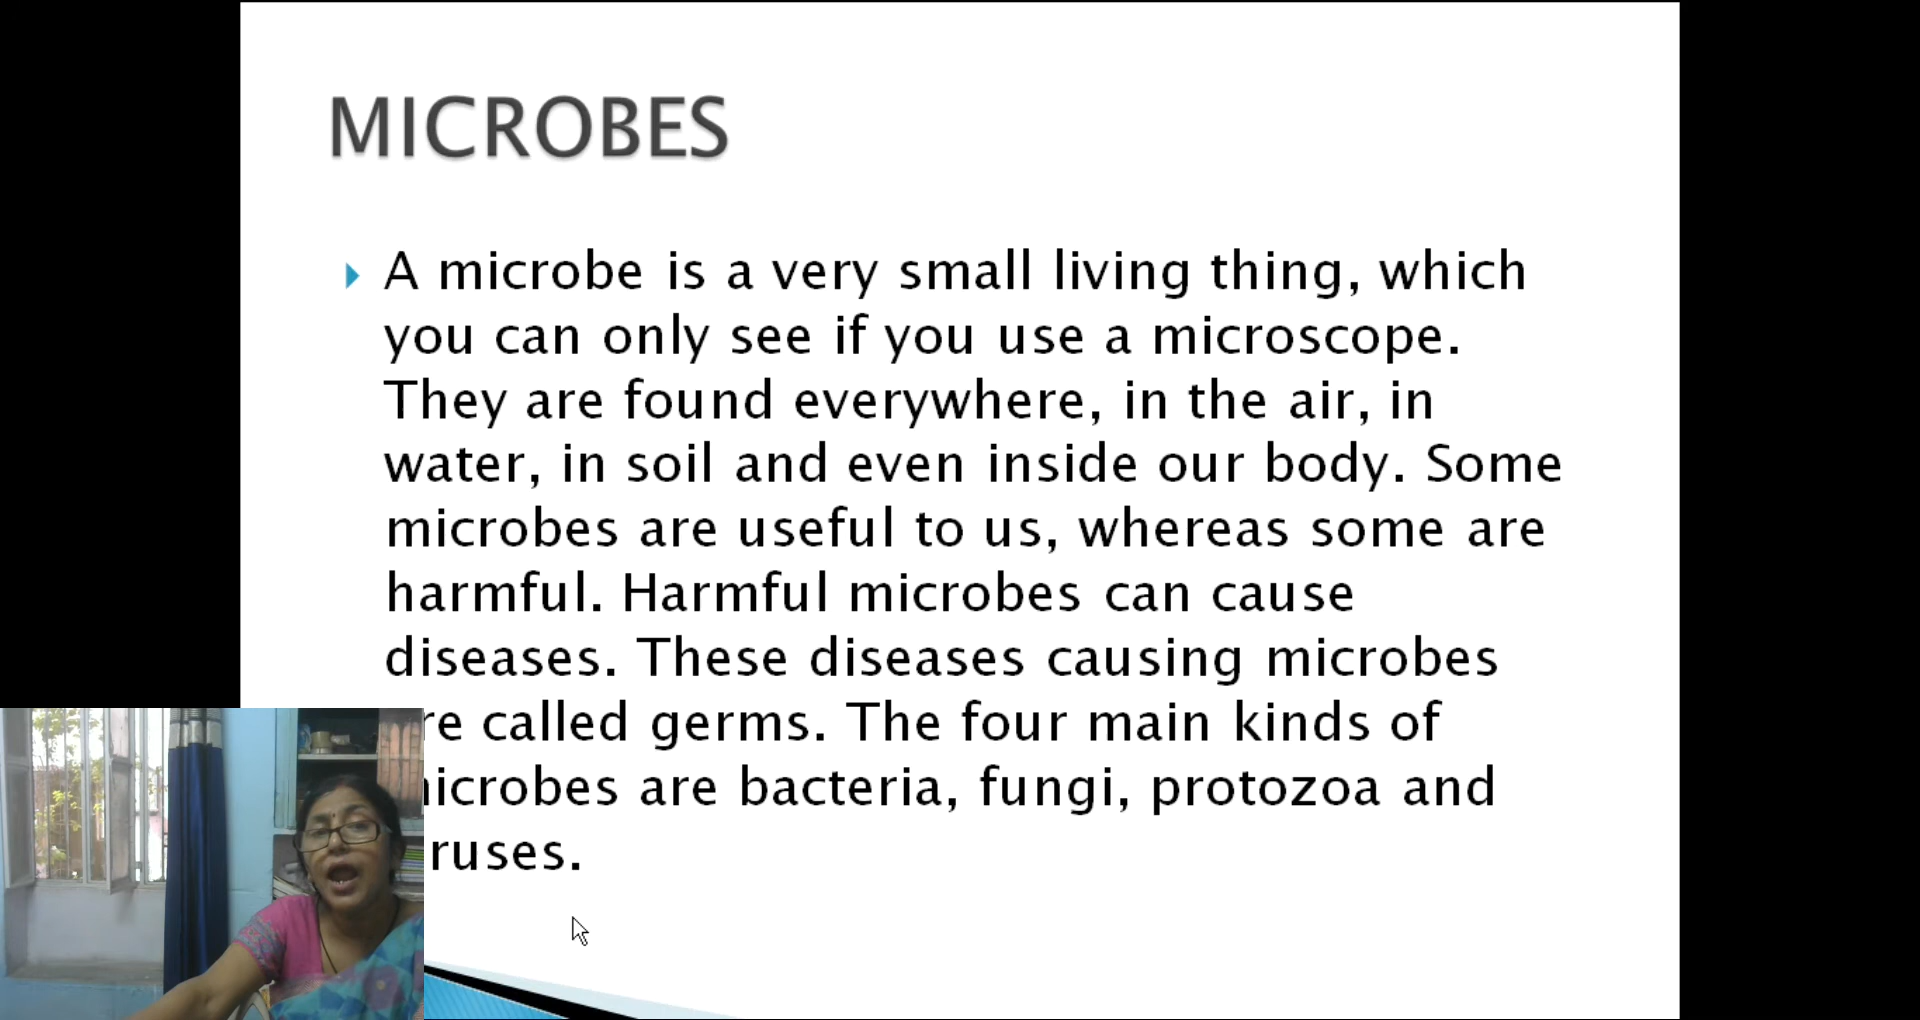 MICROBES
A microbe is a very small living thing, which
you can only see if you use a microscope.
They are found everywhere, in the air, in
water, in soil and even inside our body. Some
microbes are useful to us, whereas some are
harmful. Harmful microbes can cause
diseases. These diseases causing microbes
re called germs. The four main kinds of
icrobes are bacteria, fungi, protozoa and
ruses.